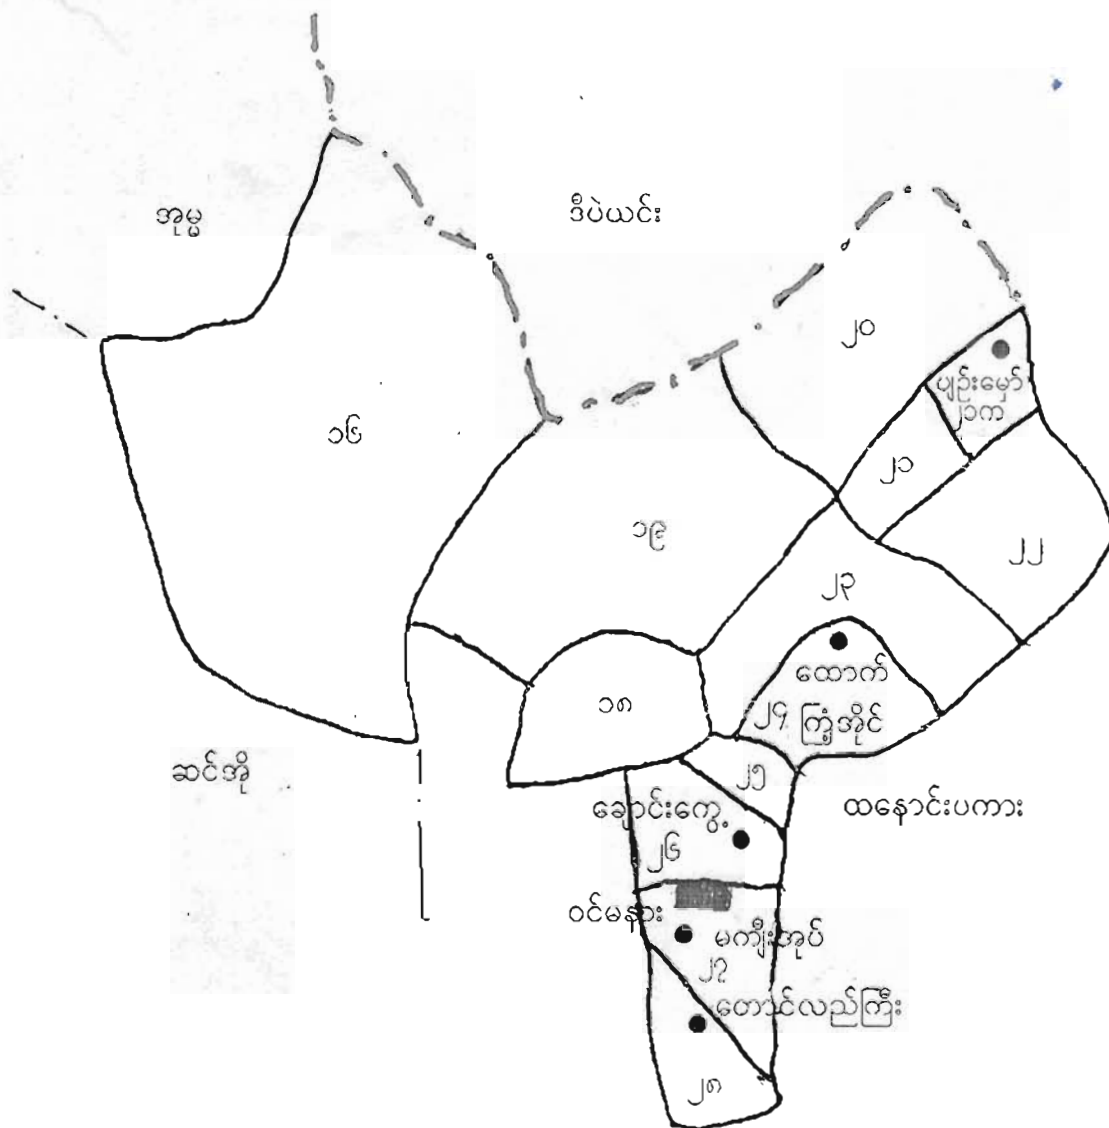 အုမ္မ
ဒီပဲယင်း
၂၀
ပျဉ်းမှော်
၂၁က
၁၆
၂၁
၁၉
၂၂
၂၃
ထောက်
၂၄ ကြံ့အိုင်
၁၈
ဆင်အို
၂၅
ချောင်းကွေ့
ထနောင်းပကား
၂၆
ဝင်မနား
မကျီးအုပ်
၂၇
တောင်လည်ကြီး
၂၈